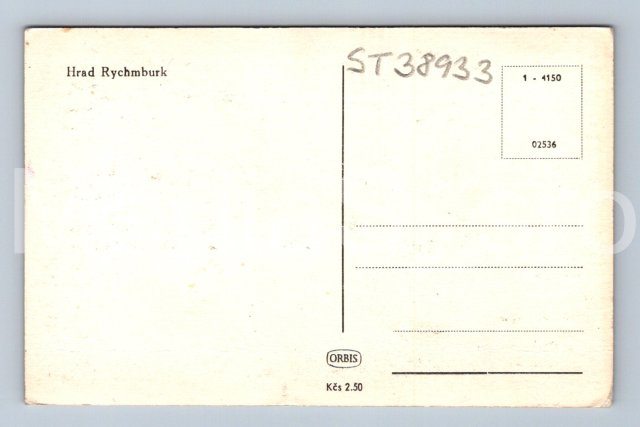 Hrad Rychmburk
ST38933
1 - 4150
02536
ORBIS
Kčs 2.50